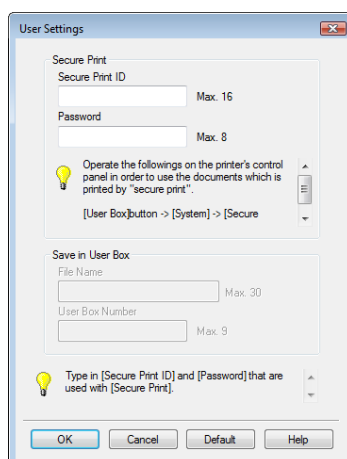 User Settings
Secure Print
Secure Print ID
Max. 16
Password
Max. 8
Operate the followings on the printer's control
panel in order to use the documents which is
printed by "secure print".
[User Box]button -> [System] -> [Secure
Save in User Box
File Name
Max. 30
User Box Number
Max. 9
Type in [Secure Print ID] and [Password] that are
used with [Secure Print].
OK
Cancel
Default
Help